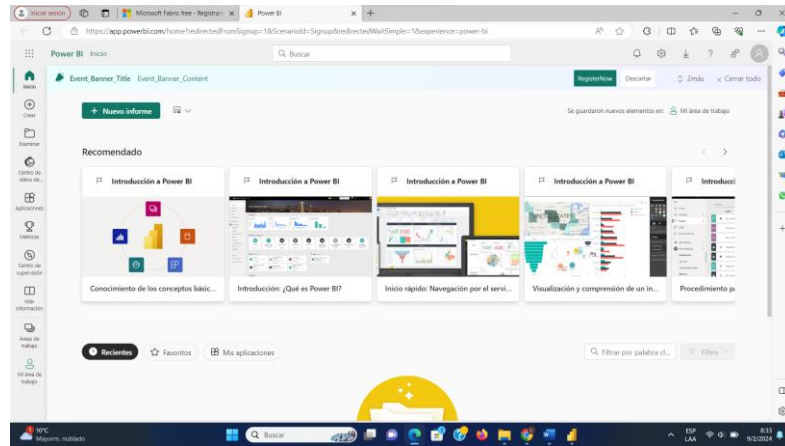 Iniciar sesión
Microsoft Fabric free - Registrar
Power BI
https://app.powerbi.com/home?redirectedFromSignup=1&ScenarioId=Signup&redirectedWaitSimple=1&experience=power-bi
Power BI Inicio
Buscar
Event_Banner_Title Event_Banner_Content
RegisterNow
Descartar
2más
Cerrar todo
Inicio
Crear
Examinar
Centro de datos de...
Aplicaciones
Métricas
Centro de supervisión
Más información
Áreas de trabajo
Mi área de trabajo
+ Nuevo informe
Se guardaron nuevos elementos en: Mi área de trabajo
Recomendado
Introducción a Power BI
Conocimiento de los conceptos básic...
Introducción a Power BI
Introducción: ¿Qué es Power BI?
Introducción a Power BI
Inicio rápido: Navegación por el servi...
Introducción a Power BI
Visualización y comprensión de un in...
Introducci
Procedimiento p
Recientes
Favoritos
Mis aplicaciones
Filtrar por palabra cl...
Filtro
10°C
Mayorm. nublado
Buscar
ESP
LAA
8:33
9/2/2024